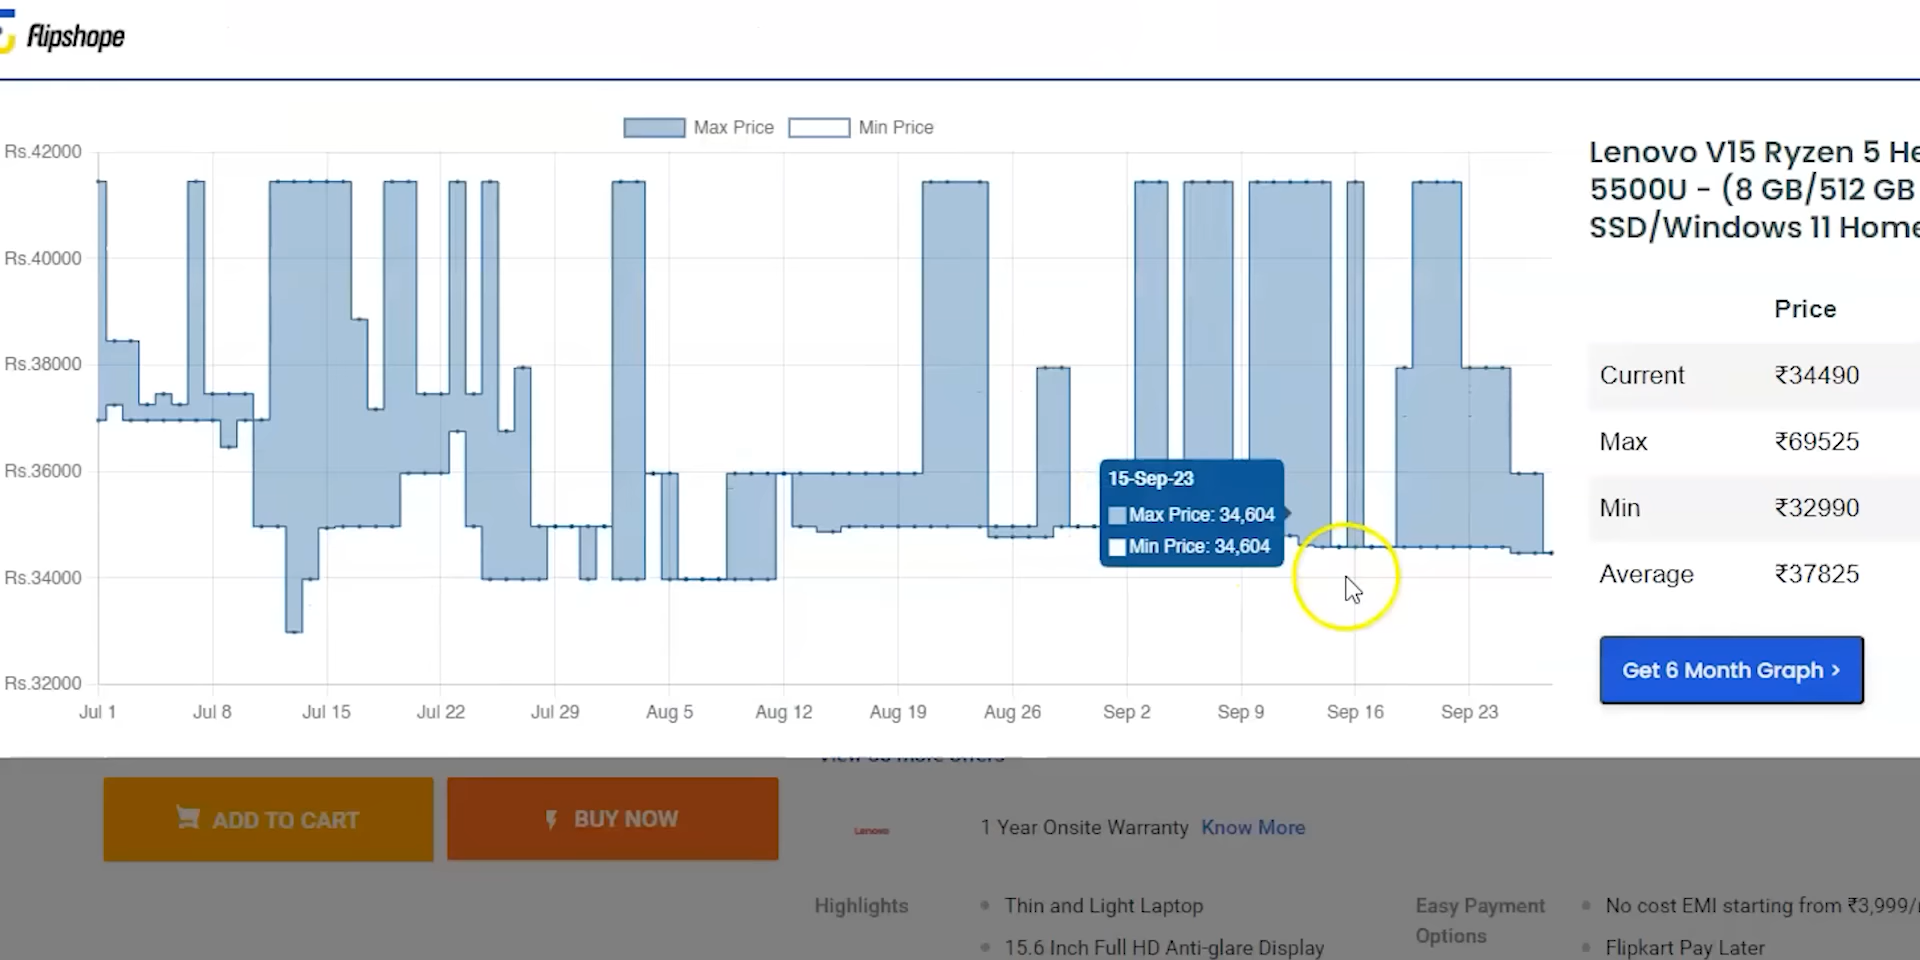 flipshope
Max Price
Min Price
Rs.42000
Rs.40000
Rs.38000
Rs.36000
Rs.34000
Rs.32000
Jul 1
Jul 8
Jul 15
Jul 22
Jul 29
Aug 5
Aug 12
Aug 19
Aug 26
Sep 2
Sep 9
Sep 16
Sep 23
15-Sep-23
Max Price: 34,604
Min Price: 34,604
Lenovo V15 Ryzen 5 He
5500U - (8 GB/512 GB
SSD/Windows 11 Home
Price
Current ₹34490
Max ₹69525
Min ₹32990
Average ₹37825
Get 6 Month Graph >
ADD TO CART
BUY NOW
Lenovo
1 Year Onsite Warranty Know More
Highlights
Thin and Light Laptop
15.6 Inch Full HD Anti-glare Display
Easy Payment
Options
No cost EMI starting from ₹3,999/
Flipkart Pay Later